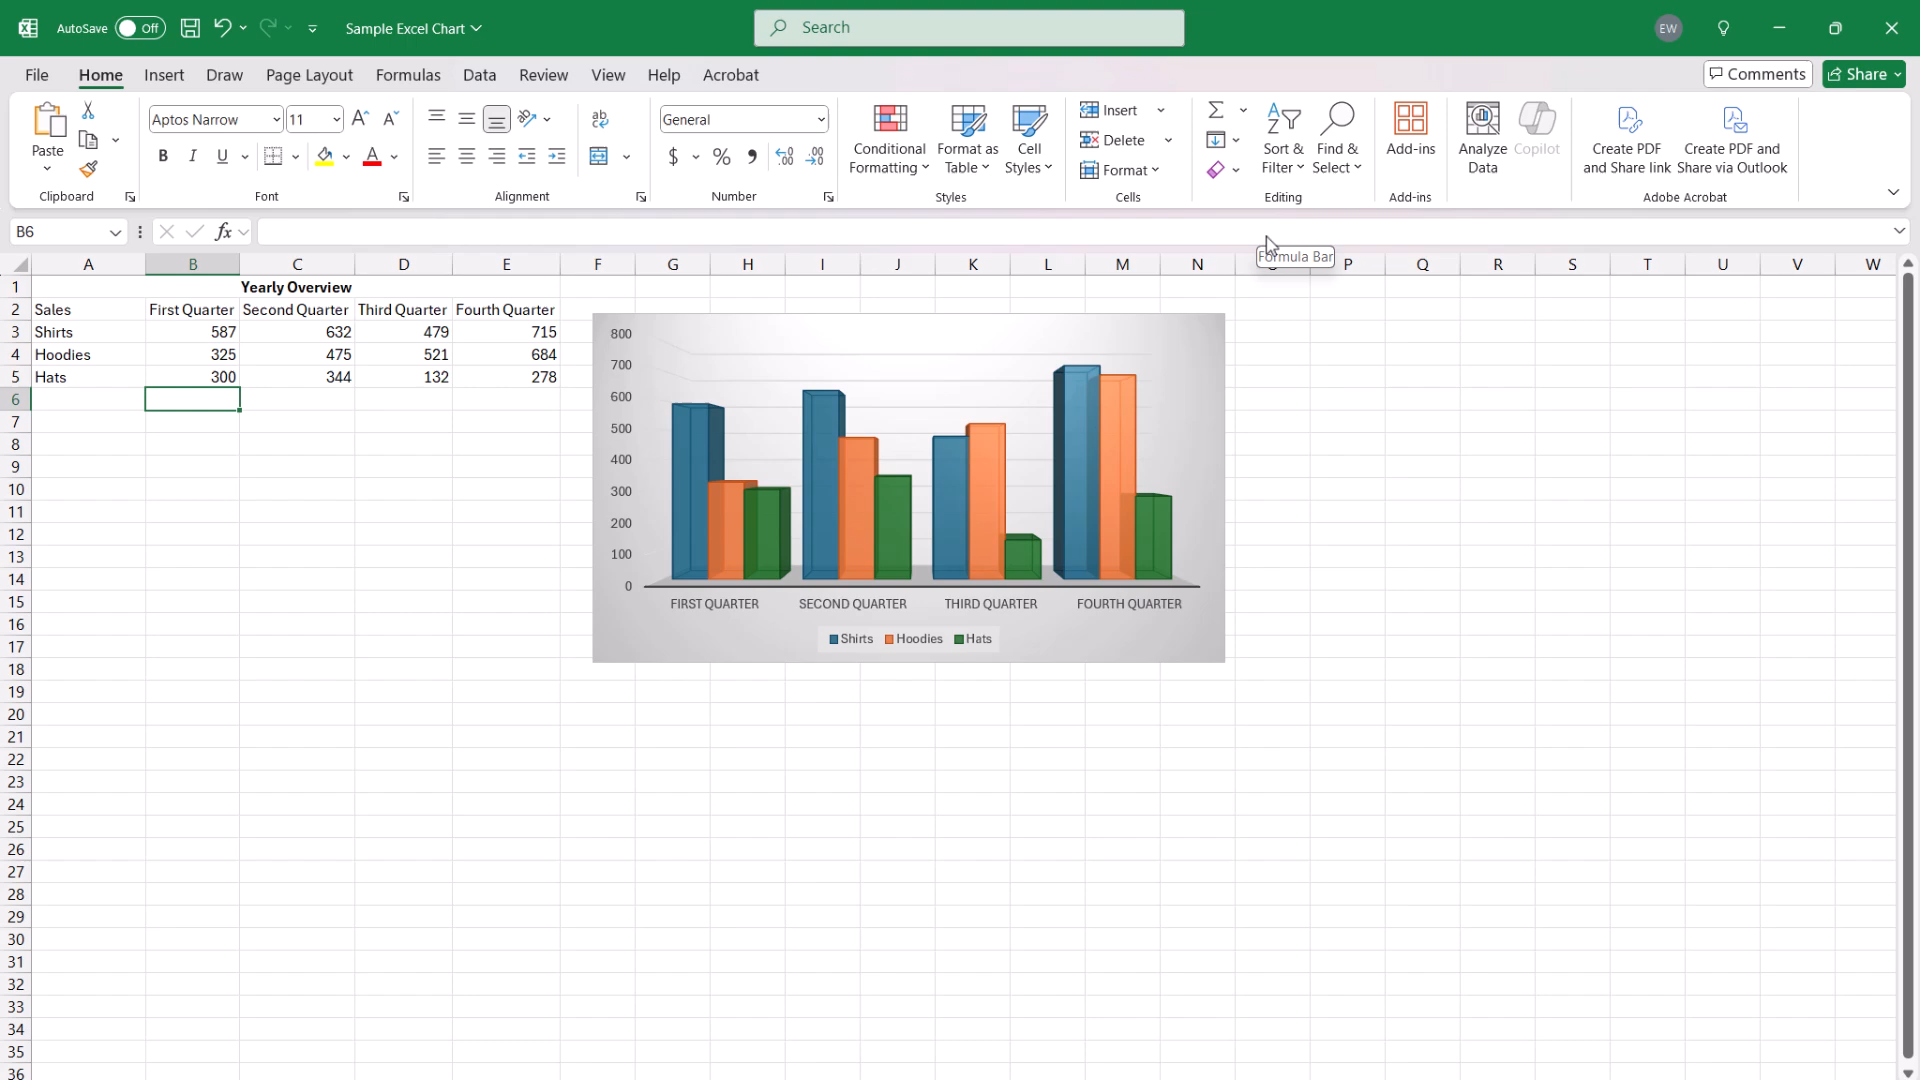 AutoSave Off Sample Excel Chart Search EW
File Home Insert Draw Page Layout Formulas Data Review View Help Acrobat Comments Share
Aptos Narrow 11 General Insert
Paste Conditional Formatting Format as Table Cell Styles Delete Sort & Filter Find & Select Add-ins Analyze Data Copilot Create PDF and Share link Create PDF and Share via Outlook
B I U $ % Format
Clipboard Font Alignment Number Styles Cells Editing Add-ins Adobe Acrobat
B6 fx
Formula Bar
A B C D E F G H I J K L M N P Q R S T U V W
1 Yearly Overview
2 Sales First Quarter Second Quarter Third Quarter Fourth Quarter
3 Shirts 587 632 479 715
4 Hoodies 325 475 521 684
5 Hats 300 344 132 278
6
7
8
9
10
11
12
13
14
15
16
17
18
19
20
21
22
23
24
25
26
27
28
29
30
31
32
33
34
35
36
800
700
600
500
400
300
200
100
0
FIRST QUARTER SECOND QUARTER THIRD QUARTER FOURTH QUARTER
Shirts Hoodies Hats